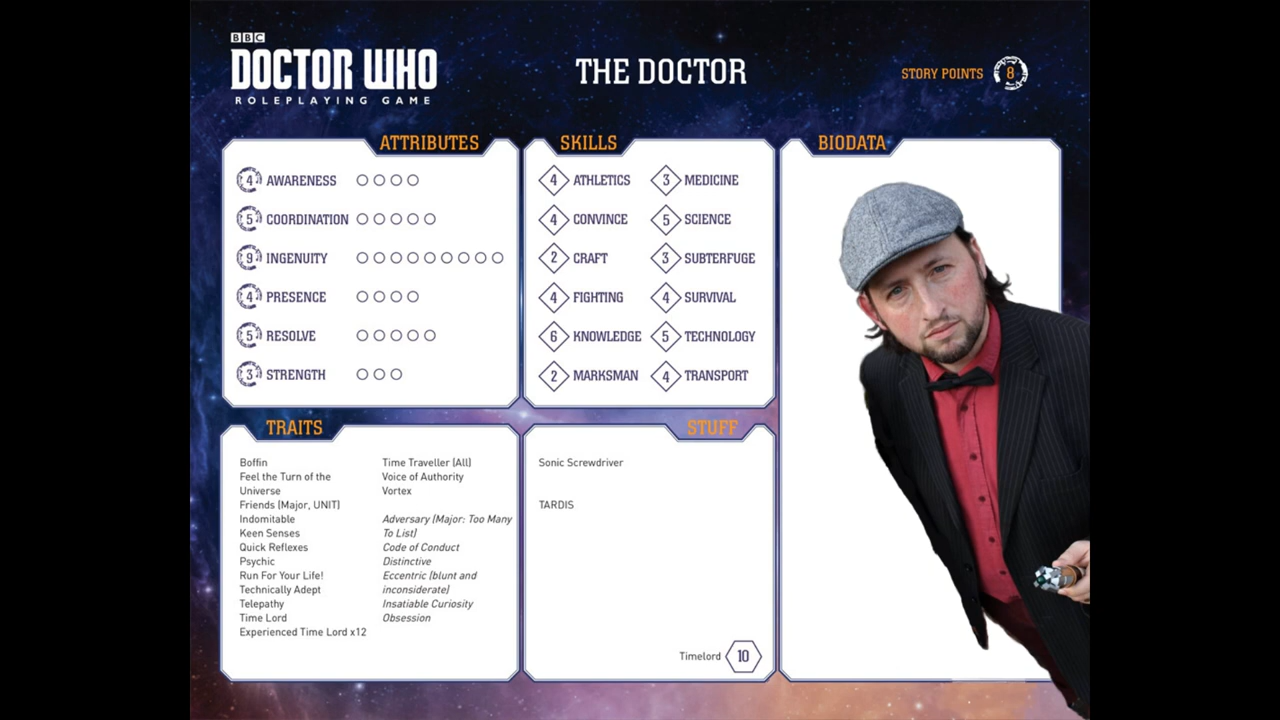 BBC
DOCTOR WHO
ROLEPLAYING GAME
THE DOCTOR
STORY POINTS 8
ATTRIBUTES
4 AWARENESS
5 COORDINATION
9 INGENUITY
4 PRESENCE
5 RESOLVE
3 STRENGTH
SKILLS
4 ATHLETICS 3 MEDICINE
4 CONVINCE 5 SCIENCE
2 CRAFT 3 SUBTERFUGE
4 FIGHTING 4 SURVIVAL
6 KNOWLEDGE 5 TECHNOLOGY
2 MARKSMAN 4 TRANSPORT
BIODATA
TRAITS
Boffin
Feel the Turn of the
Universe
Friends (Major, UNIT)
Indomitable
Keen Senses
Quick Reflexes
Psychic
Run For Your Life!
Technically Adept
Telepathy
Time Lord
Experienced Time Lord x12
Time Traveller (All)
Voice of Authority
Vortex
Adversary (Major: Too Many
To List)
Code of Conduct
Distinctive
Eccentric (blunt and
inconsiderate)
Insatiable Curiosity
Obsession
STUFF
Sonic Screwdriver
TARDIS
Timelord 10